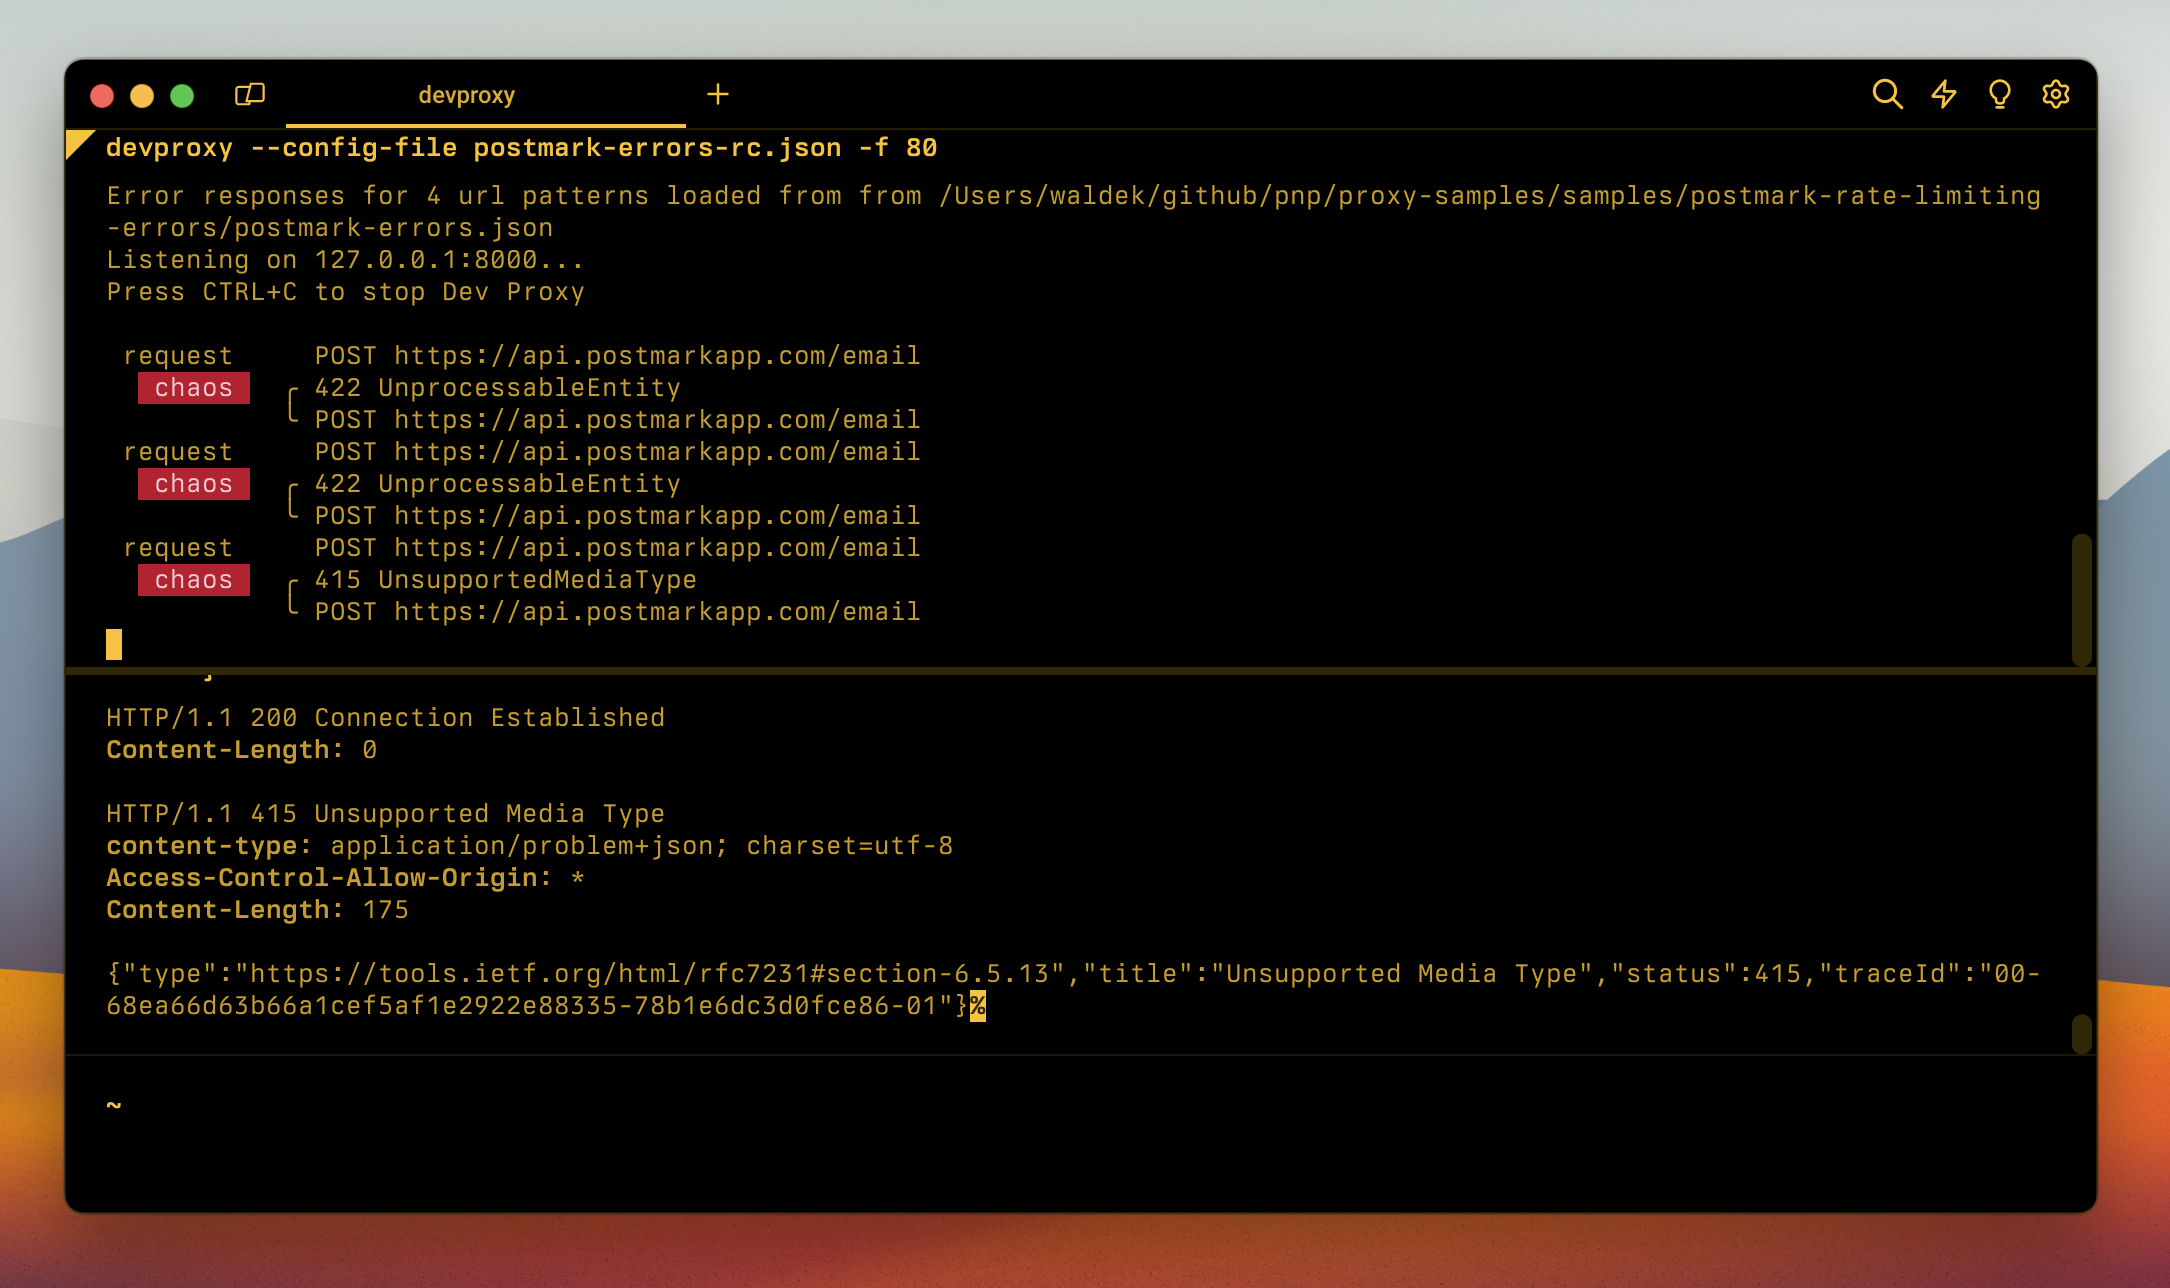 devproxy
devproxy --config-file postmark-errors-rc.json -f 80
Error responses for 4 url patterns loaded from from /Users/waldek/github/pnp/proxy-samples/samples/postmark-rate-limiting
-errors/postmark-errors.json
Listening on 127.0.0.1:8000...
Press CTRL+C to stop Dev Proxy
request POST https://api.postmarkapp.com/email
chaos ╭ 422 UnprocessableEntity
╰ POST https://api.postmarkapp.com/email
request POST https://api.postmarkapp.com/email
chaos ╭ 422 UnprocessableEntity
╰ POST https://api.postmarkapp.com/email
request POST https://api.postmarkapp.com/email
chaos ╭ 415 UnsupportedMediaType
╰ POST https://api.postmarkapp.com/email
HTTP/1.1 200 Connection Established
Content-Length: 0
HTTP/1.1 415 Unsupported Media Type
content-type: application/problem+json; charset=utf-8
Access-Control-Allow-Origin: *
Content-Length: 175
{"type":"https://tools.ietf.org/html/rfc7231#section-6.5.13","title":"Unsupported Media Type","status":415,"traceId":"00-
68ea66d63b66a1cef5af1e2922e88335-78b1e6dc3d0fce86-01"}%
~